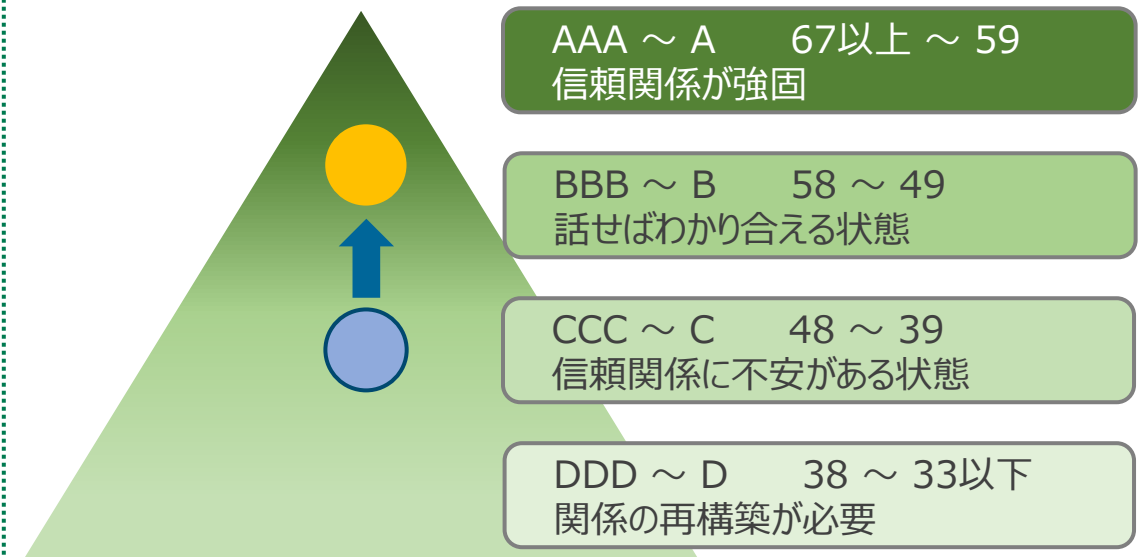 AAA ～ A　　67以上 ～ 59
信頼関係が強固
BBB ～ B　　58 ～ 49
話せばわかり合える状態
CCC ～ C　　48 ～ 39
信頼関係に不安がある状態
DDD ～ D　　38 ～ 33以下
関係の再構築が必要